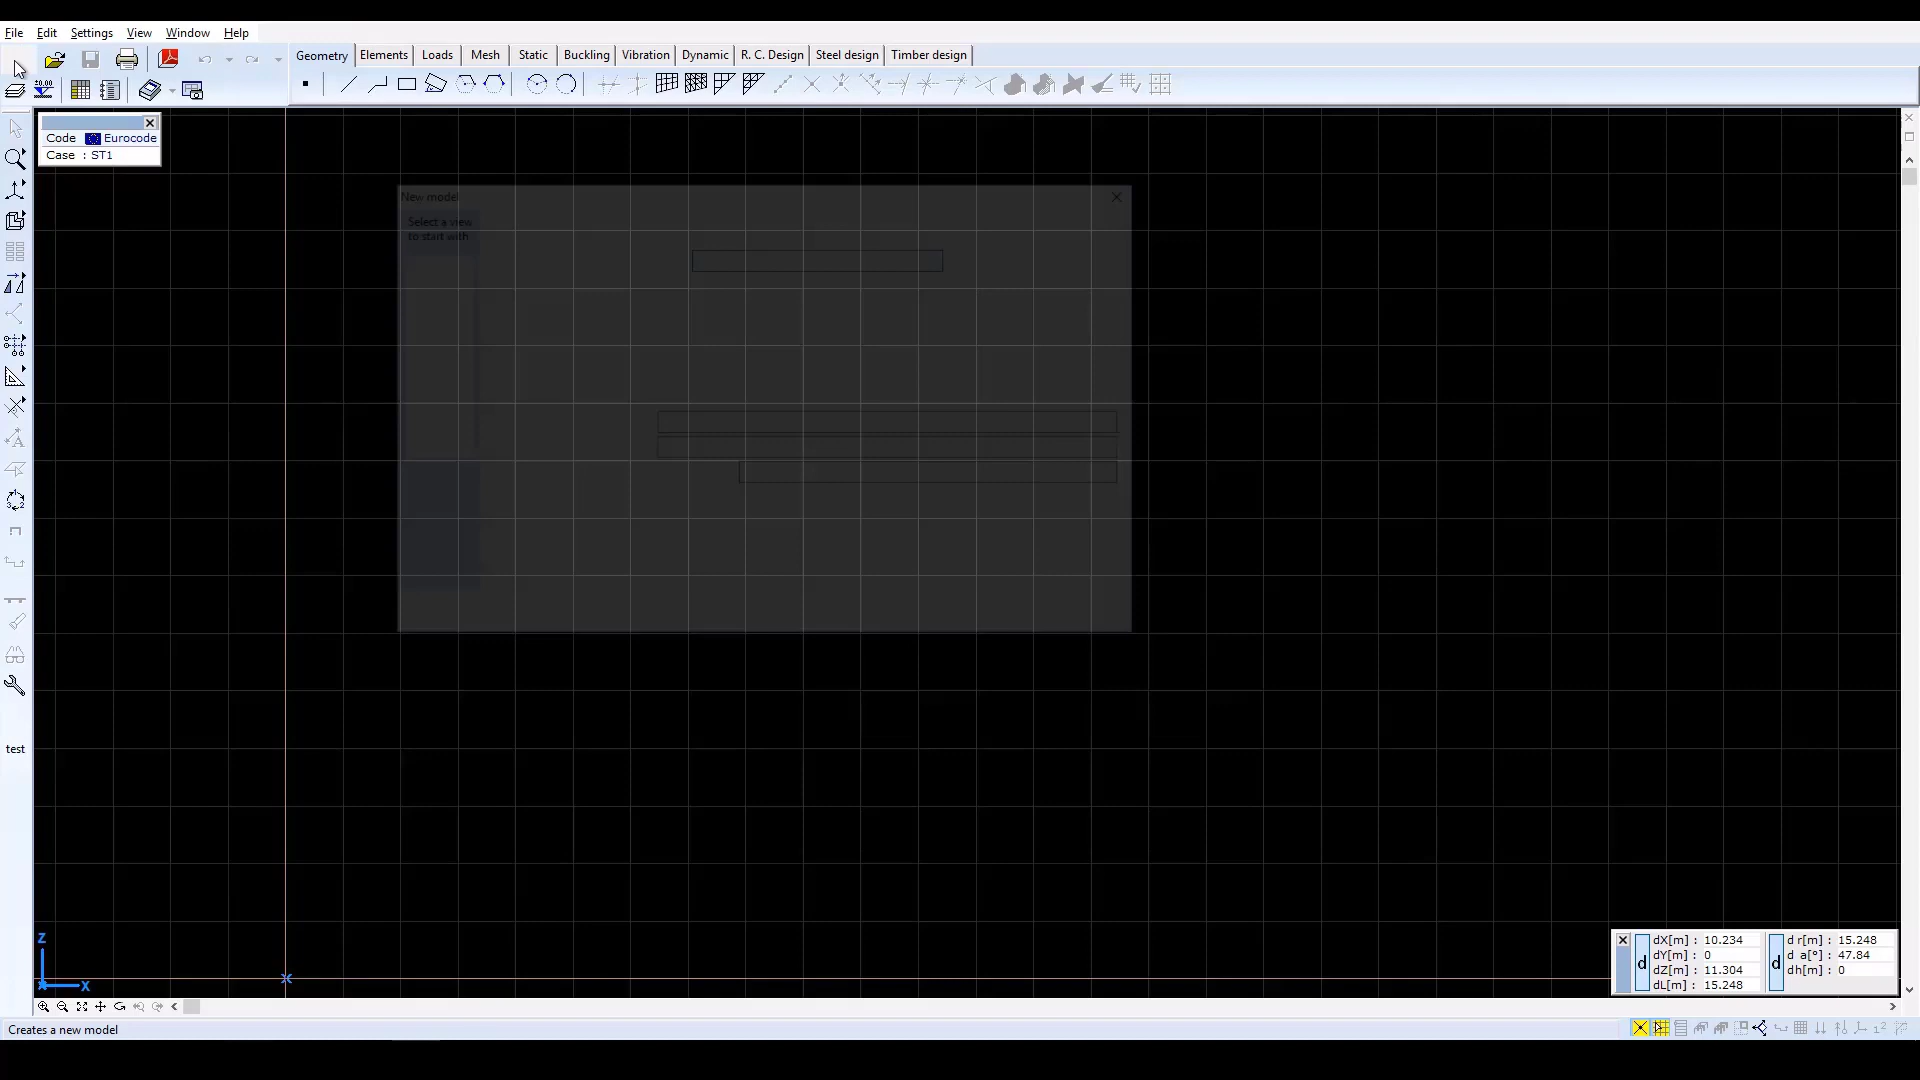 File Edit Settings View Window Help
Geometry Elements Loads Mesh Static Buckling Vibration Dynamic R. C. Design Steel design Timber design
Code Eurocode
Case : ST1
New model
Select a view
to start with
test
Z
X
dX[m] : 10.234
dY[m] : 0
dZ[m] : 11.304
dL[m] : 15.248
d
d r[m] : 15.248
d a[°] : 47.84
dh[m] : 0
d
Creates a new model